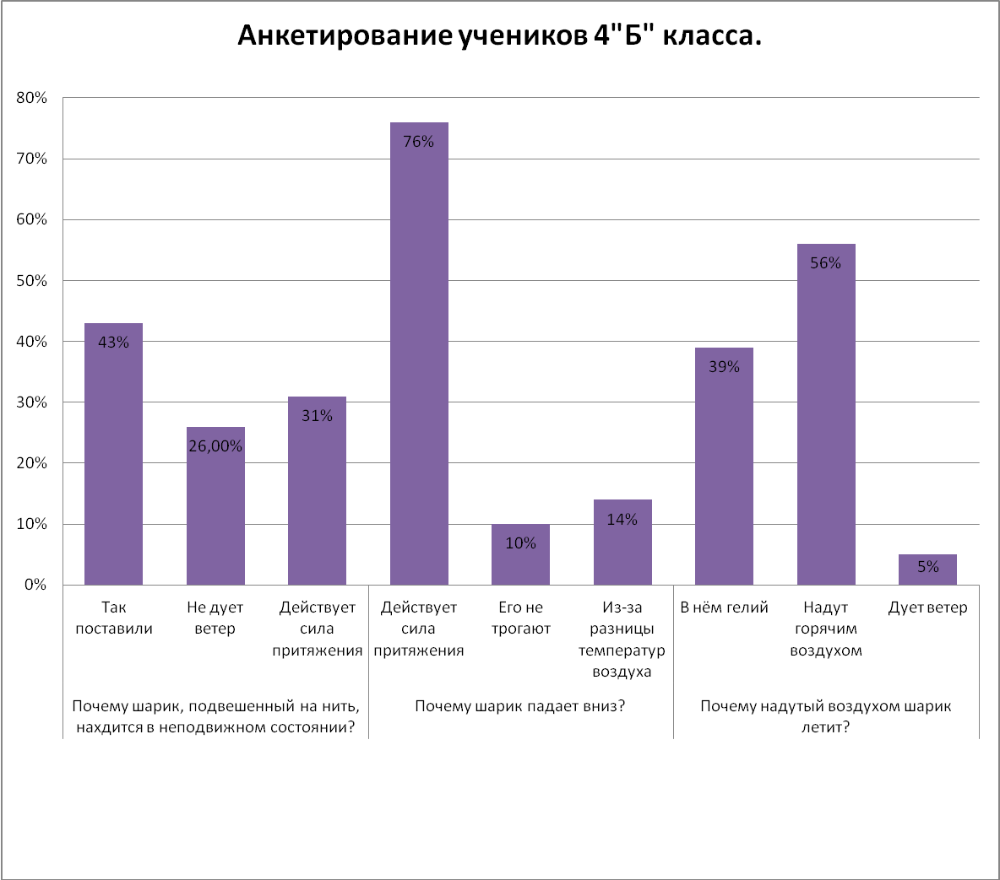 Анкетирование учеников 4"Б" класса.
80%
70%
60%
50%
40%
30%
20%
10%
0%
43%
26,00%
31%
76%
10%
14%
39%
56%
5%
Так
поставили
Не дует
ветер
Действует
сила
притяжения
Действует
сила
притяжения
Его не
трогают
Из-за
разницы
температур
воздуха
В нём гелий
Надут
горячим
воздухом
Дует ветер
Почему шарик, подвешенный на нить,
нахдится в неподвижном состоянии?
Почему шарик падает вниз?
Почему надутый воздухом шарик
летит?